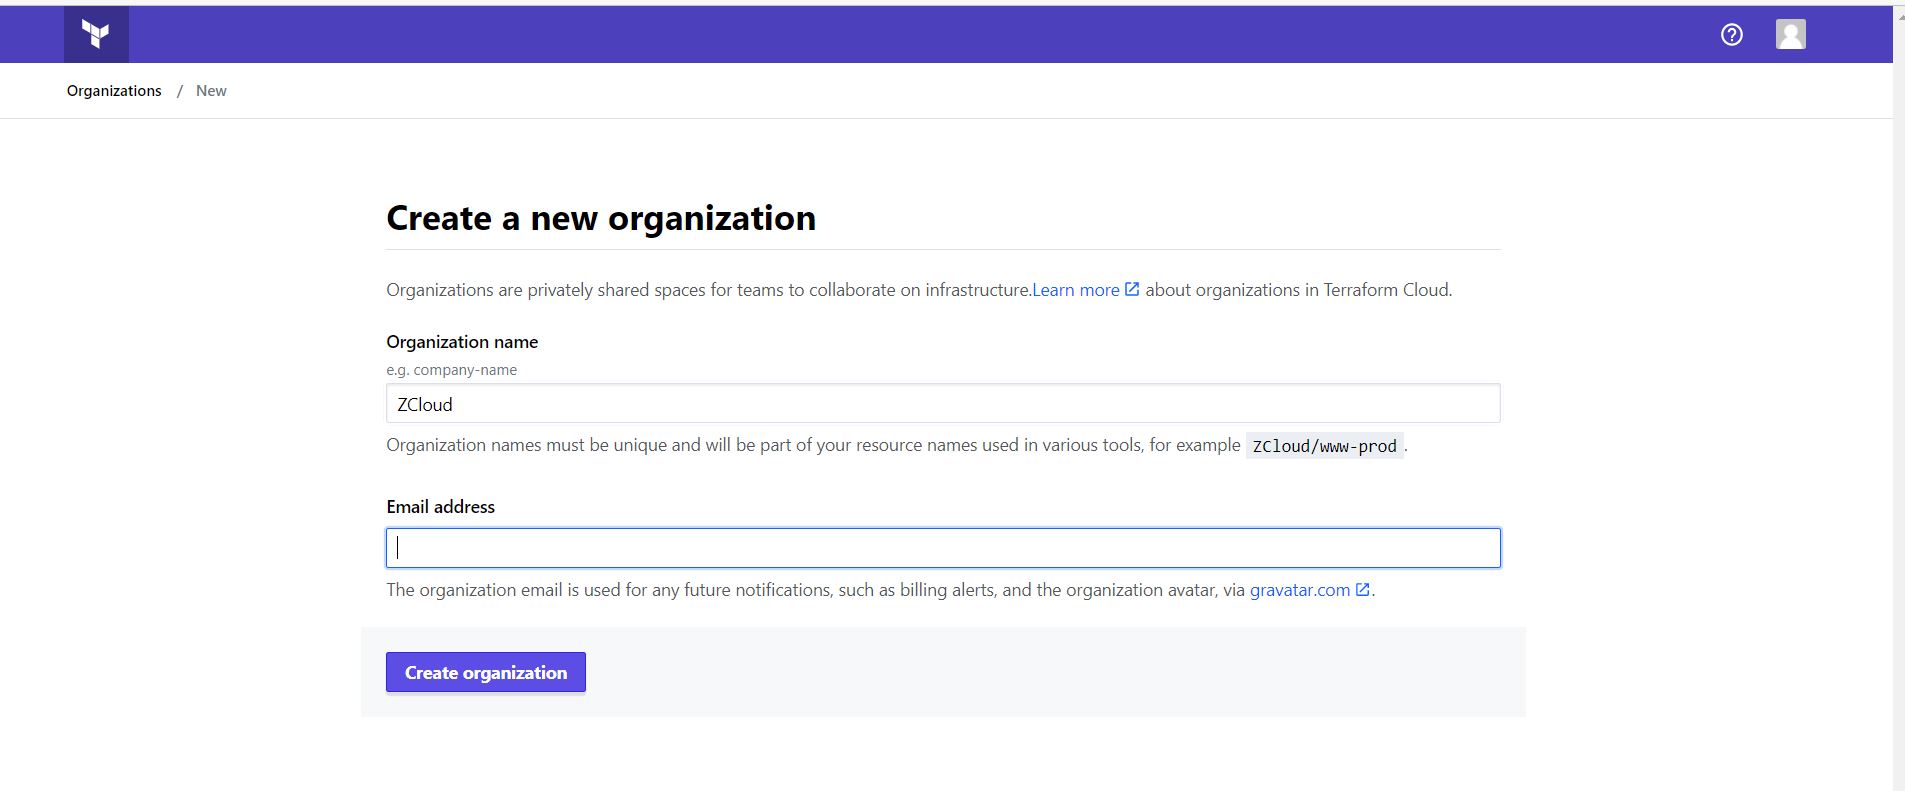 Organizations / New
Create a new organization
Organizations are privately shared spaces for teams to collaborate on infrastructure.Learn more about organizations in Terraform Cloud.
Organization name
e.g. company-name
ZCloud
Organization names must be unique and will be part of your resource names used in various tools, for example ZCloud/www-prod.
Email address
The organization email is used for any future notifications, such as billing alerts, and the organization avatar, via gravatar.com.
Create organization